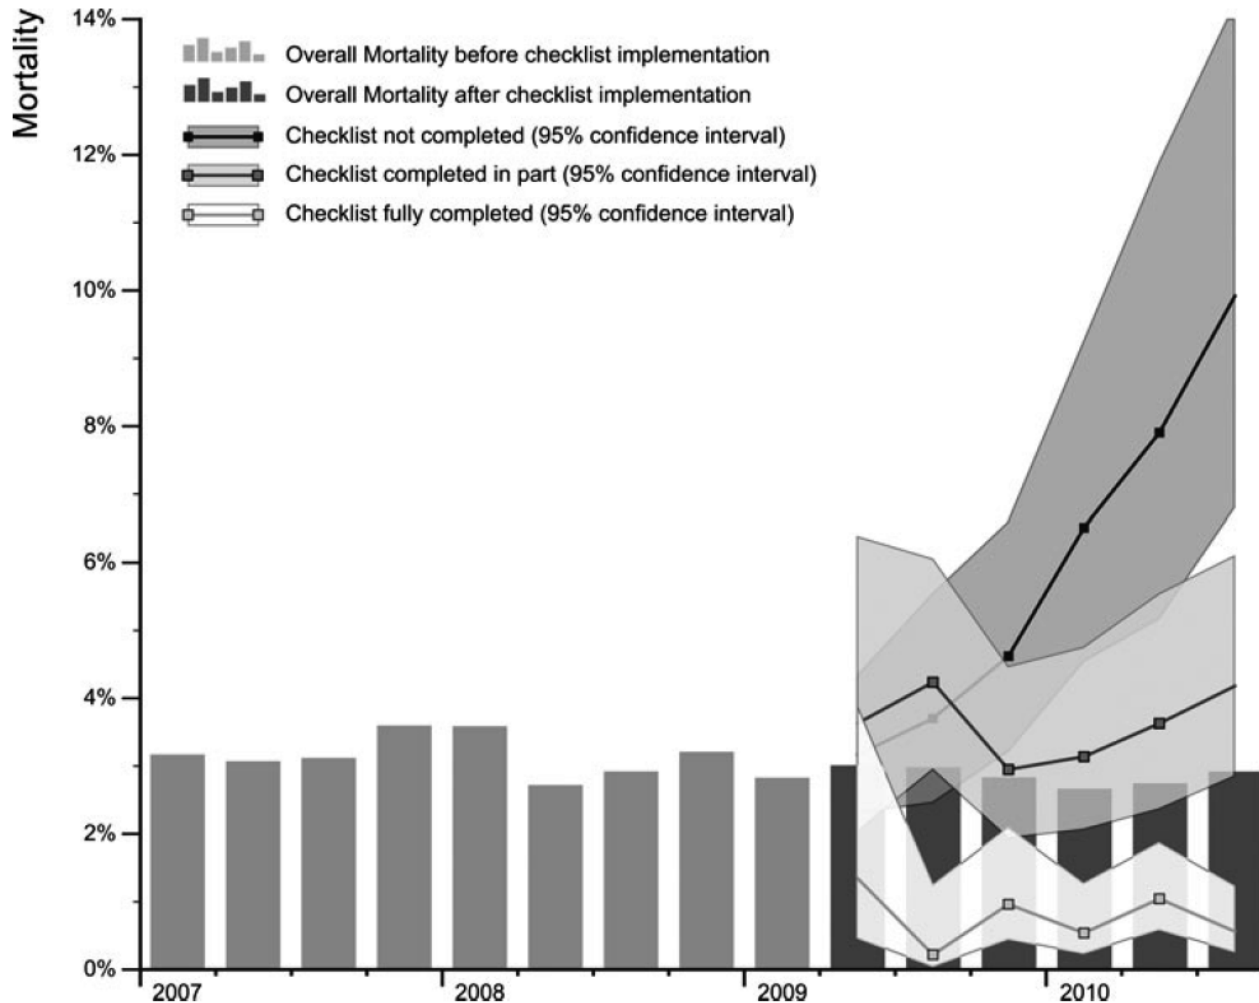 Mortality
14%
12%
10%
8%
6%
4%
2%
0%
Overall Mortality before checklist implementation
Overall Mortality after checklist implementation
Checklist not completed (95% confidence interval)
Checklist completed in part (95% confidence interval)
Checklist fully completed (95% confidence interval)
2007
2008
2009
2010